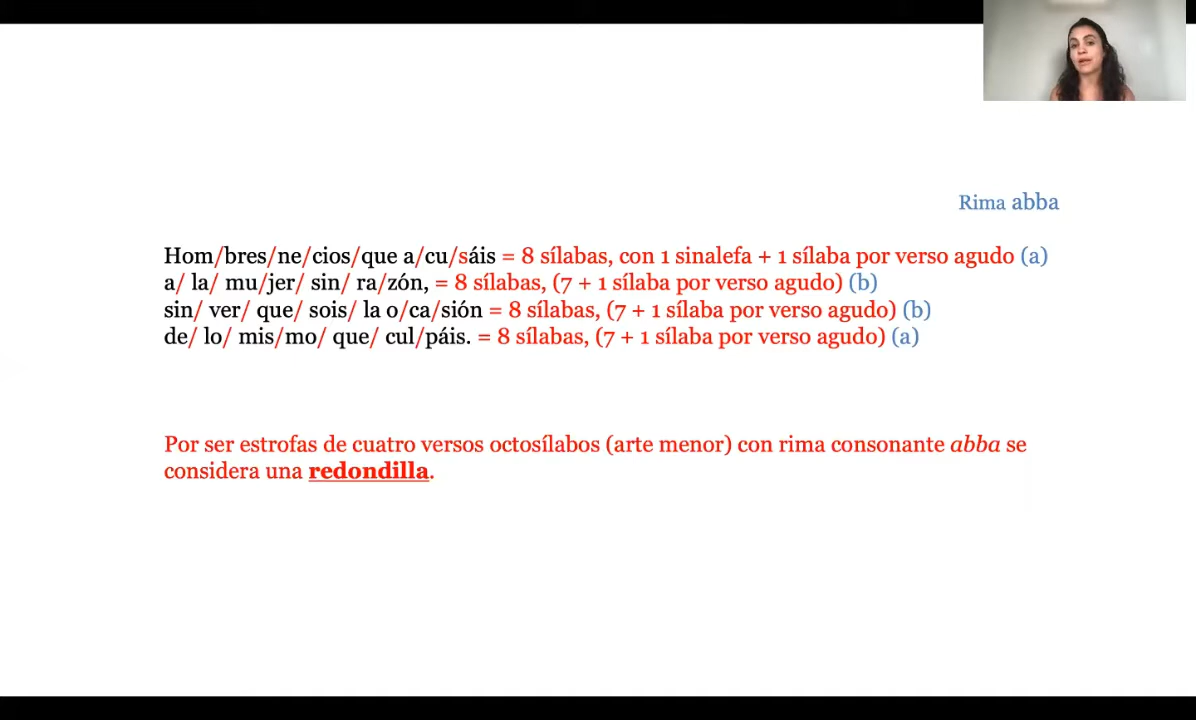 Rima abba
Hom/bres/ne/cios/que a/cu/sáis = 8 sílabas, con 1 sinalefa + 1 sílaba por verso agudo (a)
a/ la/ mu/jer/ sin/ ra/zón, = 8 sílabas, (7 + 1 sílaba por verso agudo) (b)
sin/ ver/ que/ sois/ la o/ca/sión = 8 sílabas, (7 + 1 sílaba por verso agudo) (b)
de/ lo/ mis/mo/ que/ cul/páis. = 8 sílabas, (7 + 1 sílaba por verso agudo) (a)
Por ser estrofas de cuatro versos octosílabos (arte menor) con rima consonante abba se
considera una redondilla.